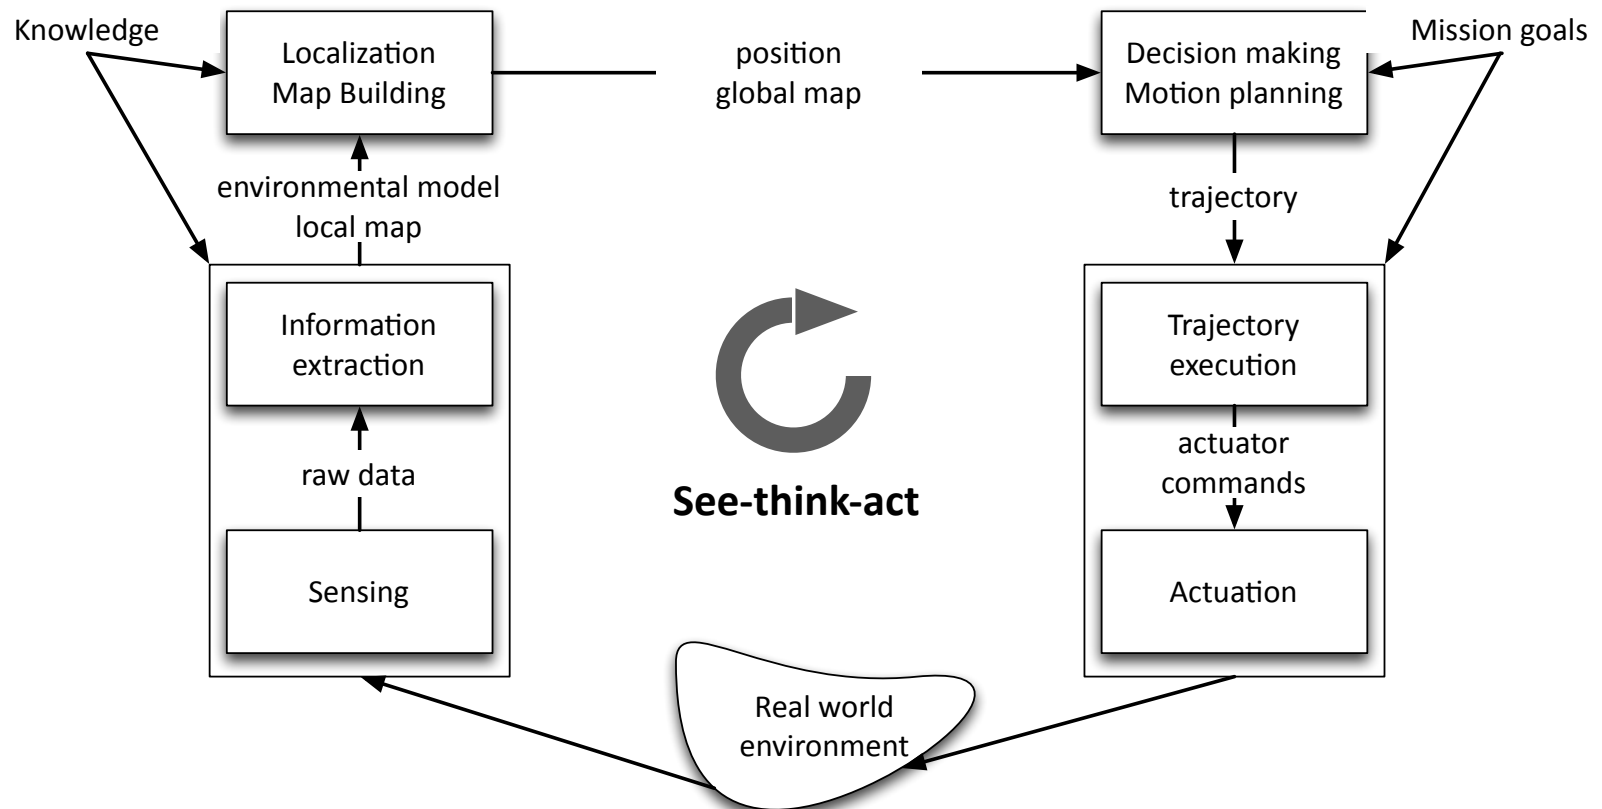 Knowledge
Localization
Map Building
position
global map
Decision making
Motion planning
Mission goals
environmental model
local map
trajectory
Information
extraction
Trajectory
execution
raw data
actuator
commands
See-think-act
Sensing
Actuation
Real world
environment